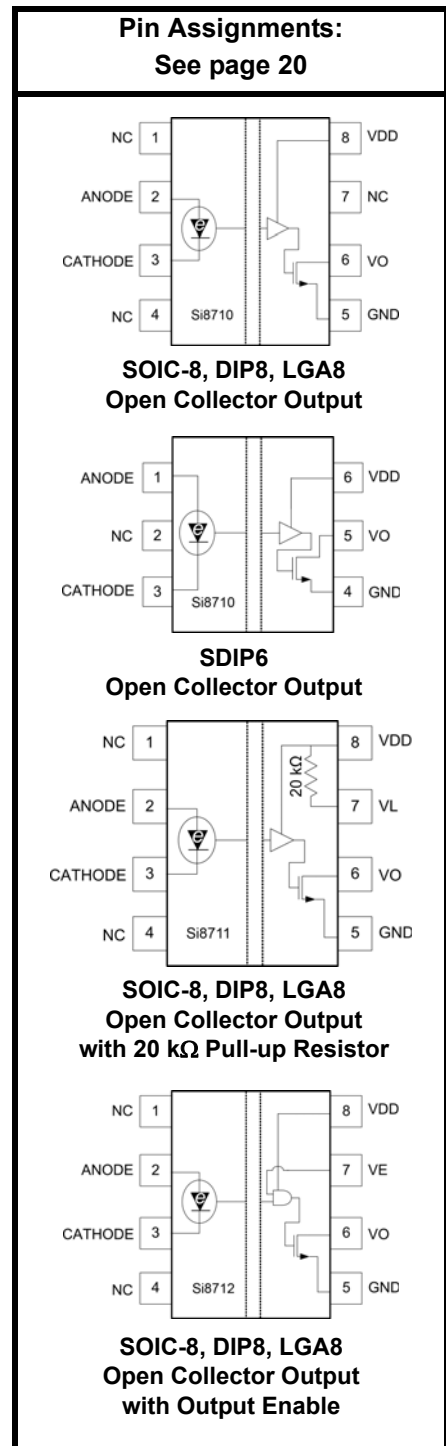 Pin Assignments:
See page 20
NC 1
8 VDD
ANODE 2
7 NC
CATHODE 3
6 VO
NC 4
Si8710
5 GND
e
SOIC-8, DIP8, LGA8
Open Collector Output
ANODE 1
6 VDD
NC 2
5 VO
CATHODE 3
4 GND
Si8710
e
SDIP6
Open Collector Output
NC 1
8 VDD
20 kΩ
ANODE 2
7 VL
CATHODE 3
6 VO
NC 4
Si8711
5 GND
e
SOIC-8, DIP8, LGA8
Open Collector Output
with 20 kΩ Pull-up Resistor
NC 1
8 VDD
ANODE 2
7 VE
CATHODE 3
6 VO
NC 4
Si8712
5 GND
e
SOIC-8, DIP8, LGA8
Open Collector Output
with Output Enable